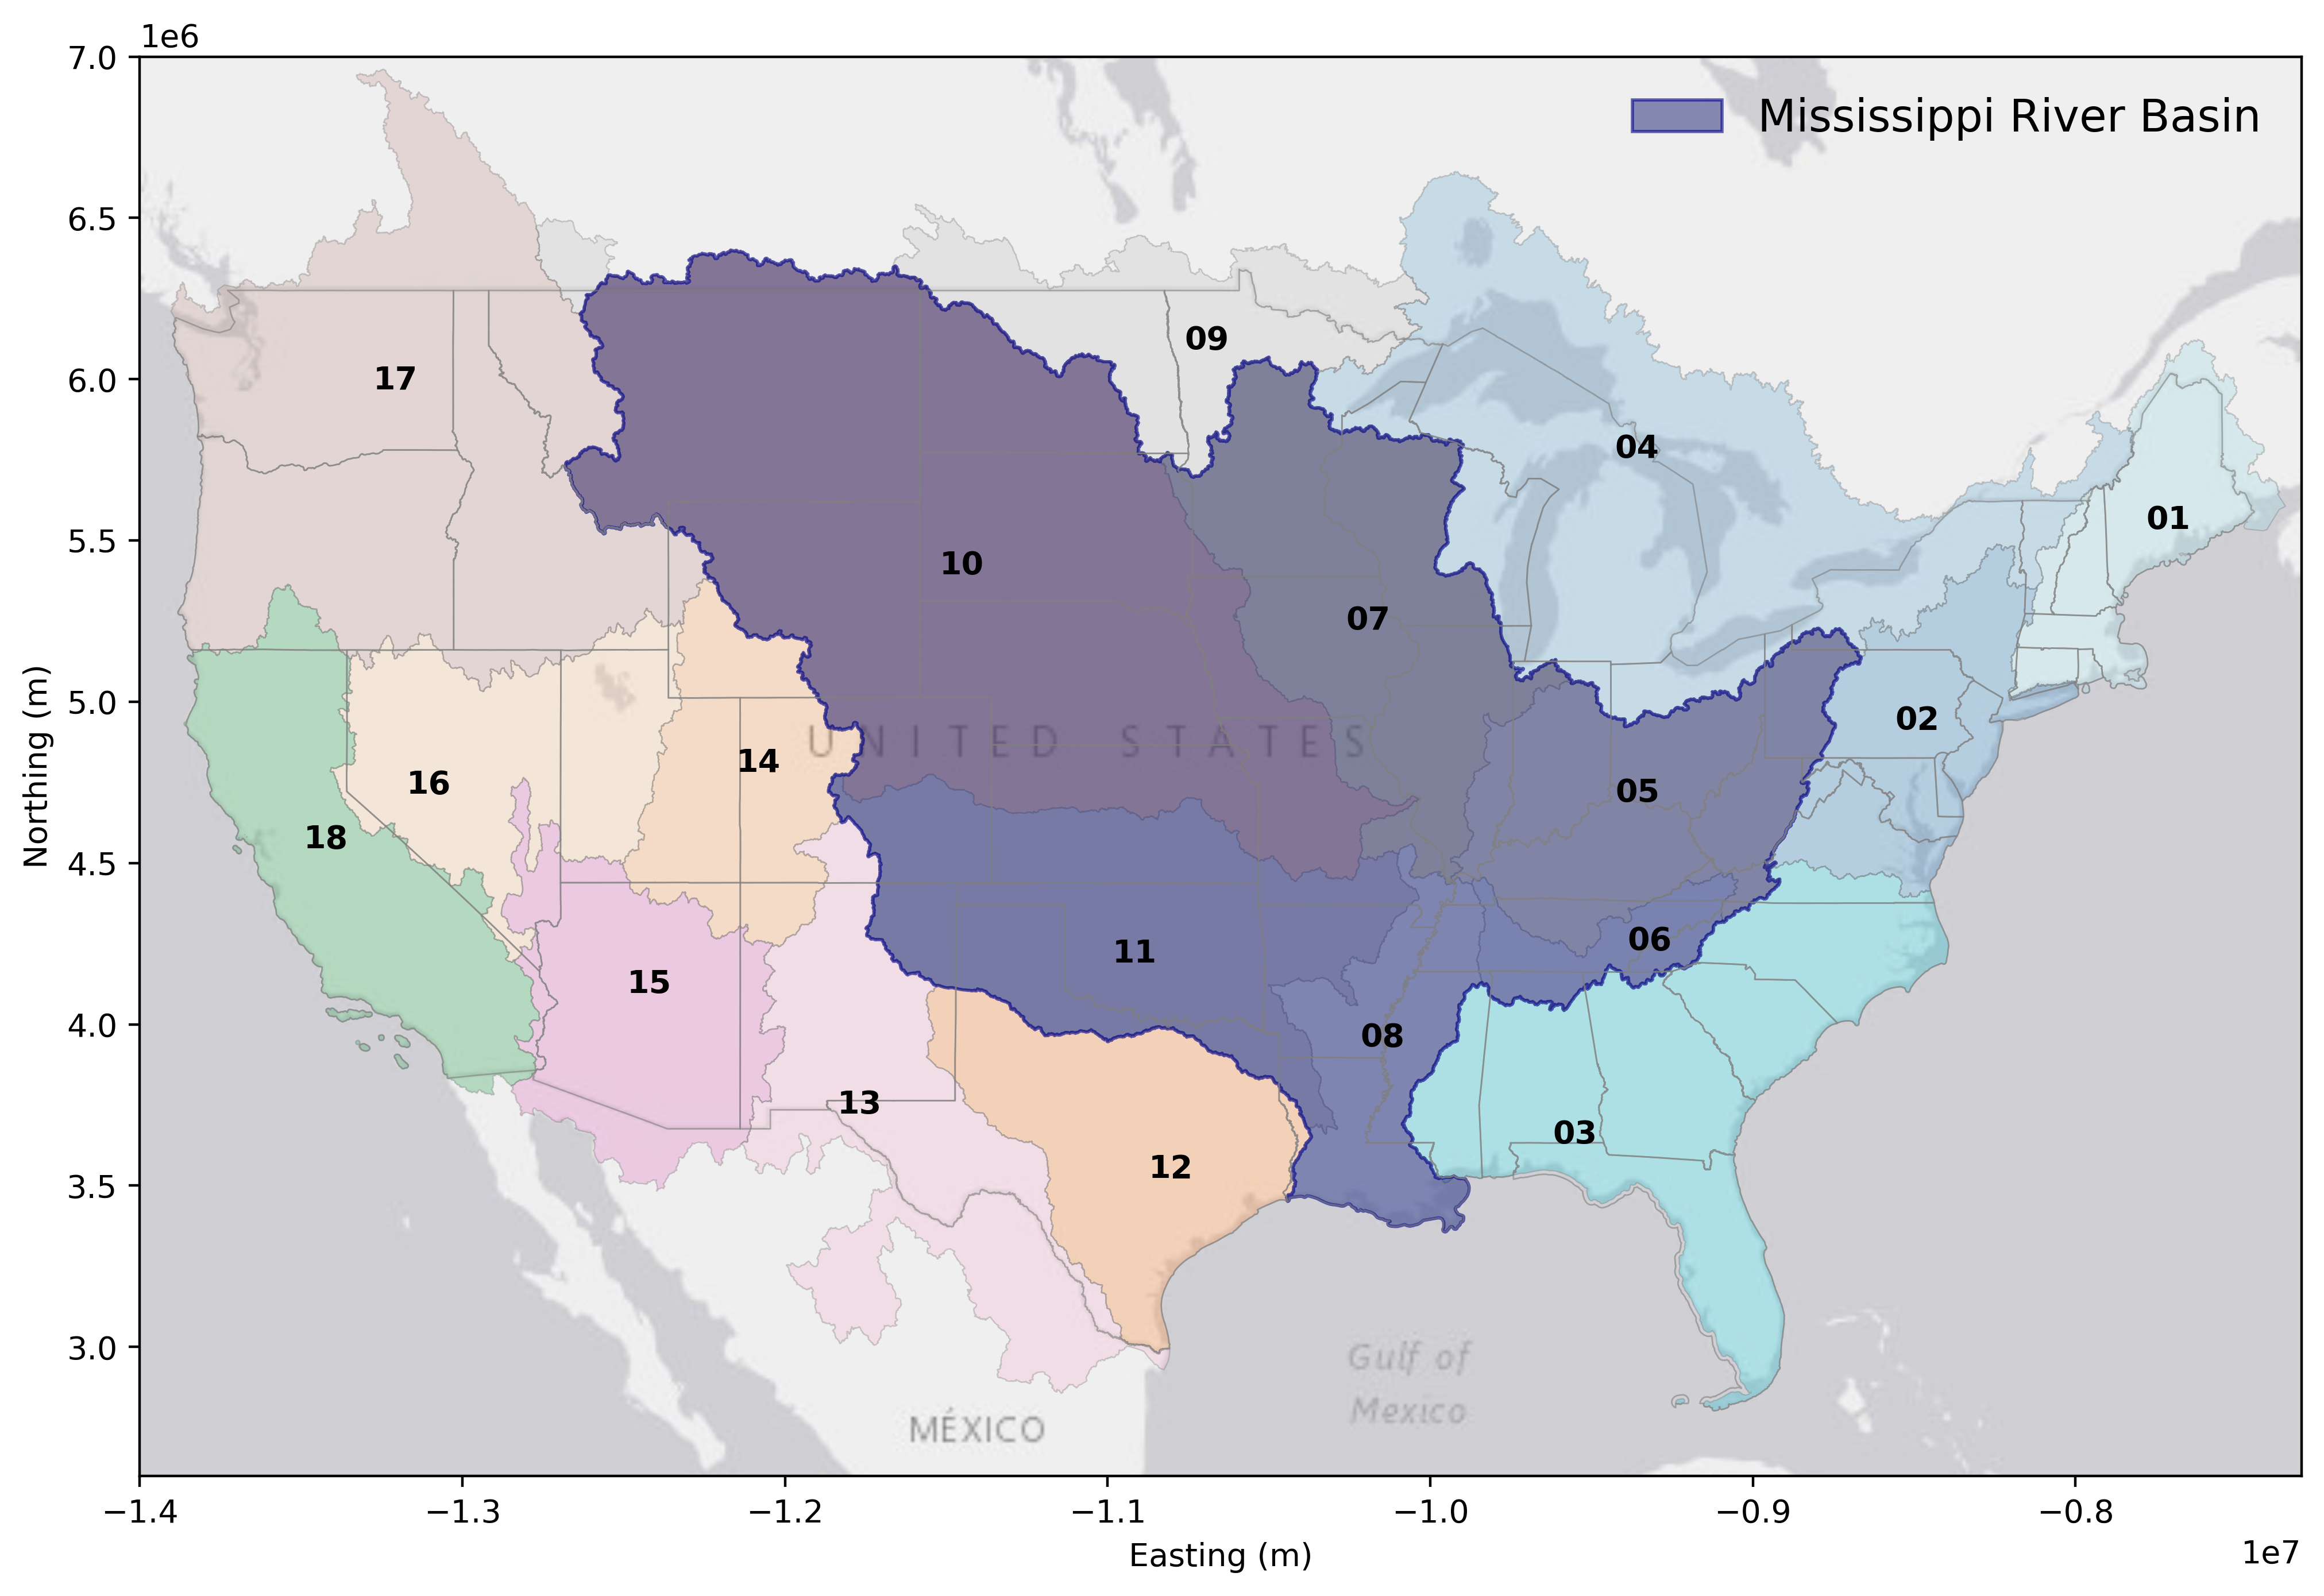 1e6
7.0
Mississippi River Basin
6.5
09
6.0
17
04
01
5.5
10
07
5.0
02
UNITED STATES
14
16
05
18
4.5
06
11
15
4.0
08
13
03
12
3.5
3.0
Gulf of
Mexico
MÉXICO
Northing (m)
−1.4 −1.3 −1.2 −1.1 −1.0 −0.9 −0.8
Easting (m)
1e7